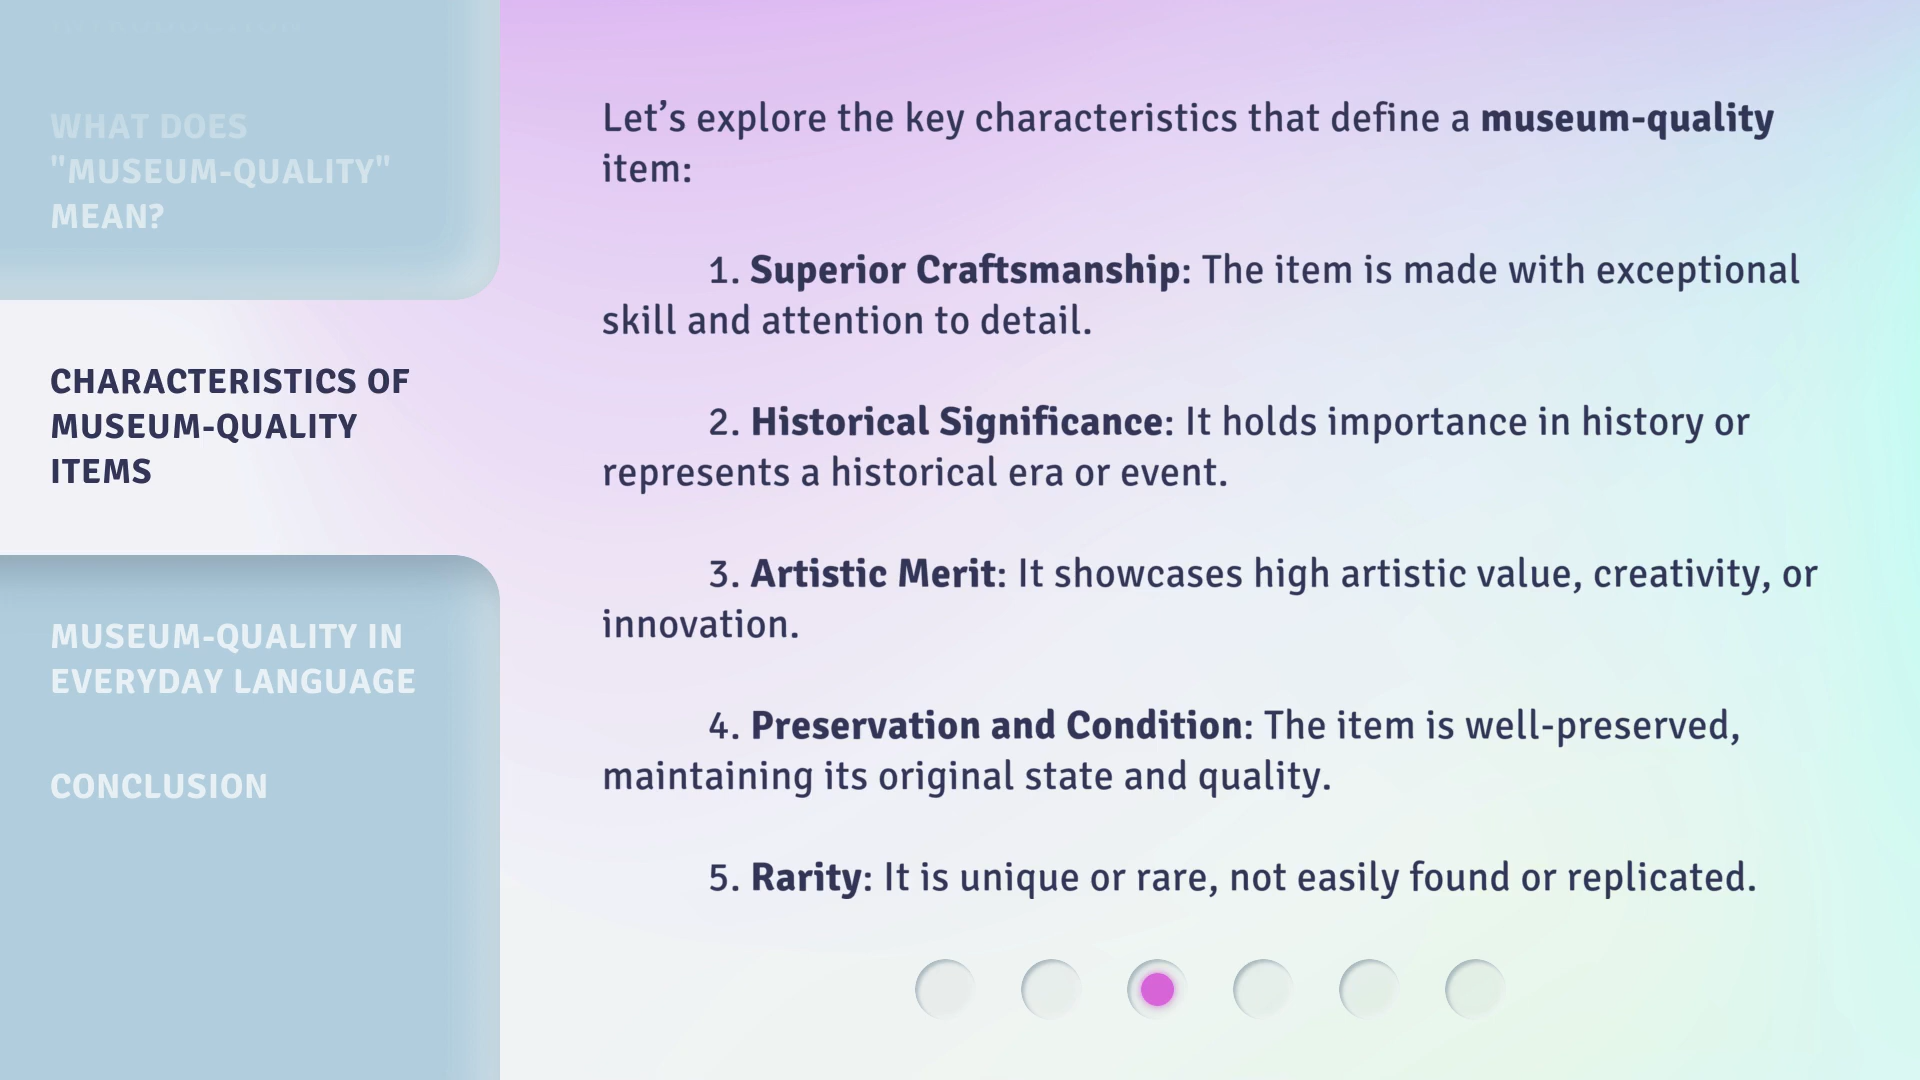 INTRODUCTION
WHAT DOES
"MUSEUM-QUALITY"
MEAN?
CHARACTERISTICS OF
MUSEUM-QUALITY
ITEMS
MUSEUM-QUALITY IN
EVERYDAY LANGUAGE
CONCLUSION
Let’s explore the key characteristics that define a museum-quality
item:
1. Superior Craftsmanship: The item is made with exceptional
skill and attention to detail.
2. Historical Significance: It holds importance in history or
represents a historical era or event.
3. Artistic Merit: It showcases high artistic value, creativity, or
innovation.
4. Preservation and Condition: The item is well-preserved,
maintaining its original state and quality.
5. Rarity: It is unique or rare, not easily found or replicated.